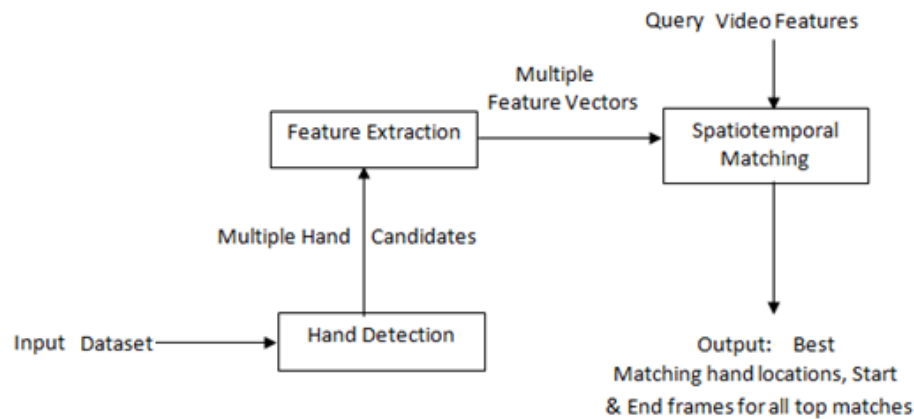 Query Video Features
Multiple
Feature Vectors
Feature Extraction
Spatiotemporal
Matching
Multiple Hand Candidates
Input Dataset
Hand Detection
Output: Best
Matching hand locations, Start
& End frames for all top matches